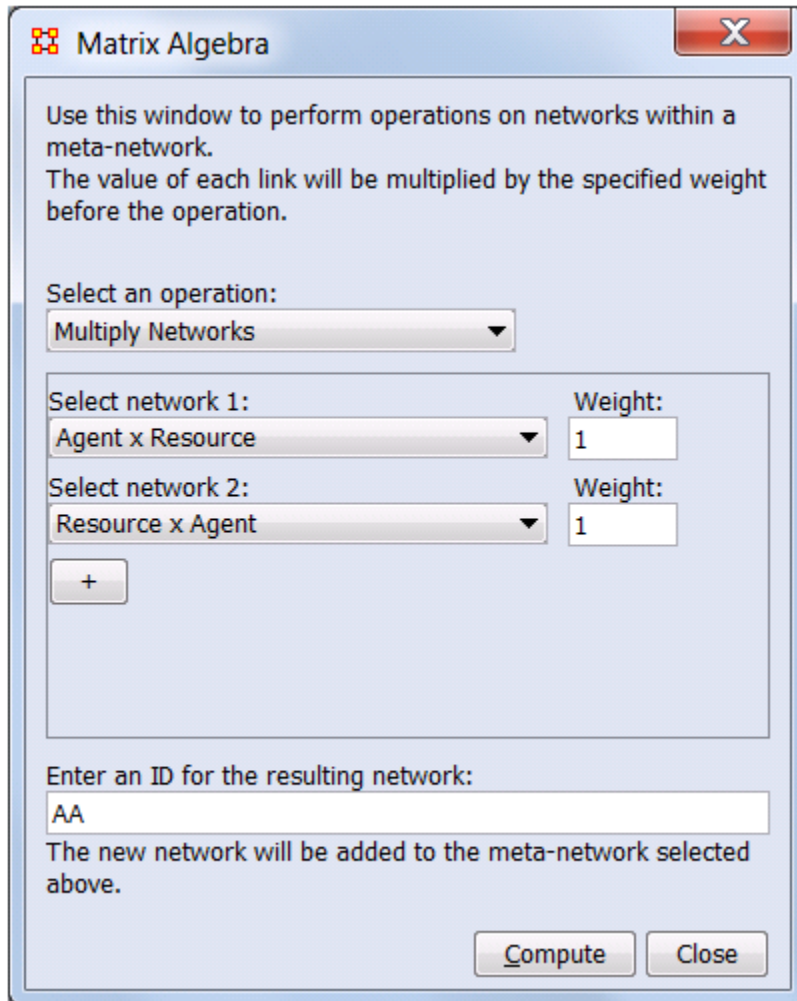 Matrix Algebra
Use this window to perform operations on networks within a
meta-network.
The value of each link will be multiplied by the specified weight
before the operation.
Select an operation:
Multiply Networks
Select network 1: Weight:
Agent x Resource 1
Select network 2: Weight:
Resource x Agent 1
+
Enter an ID for the resulting network:
AA
The new network will be added to the meta-network selected
above.
Compute Close